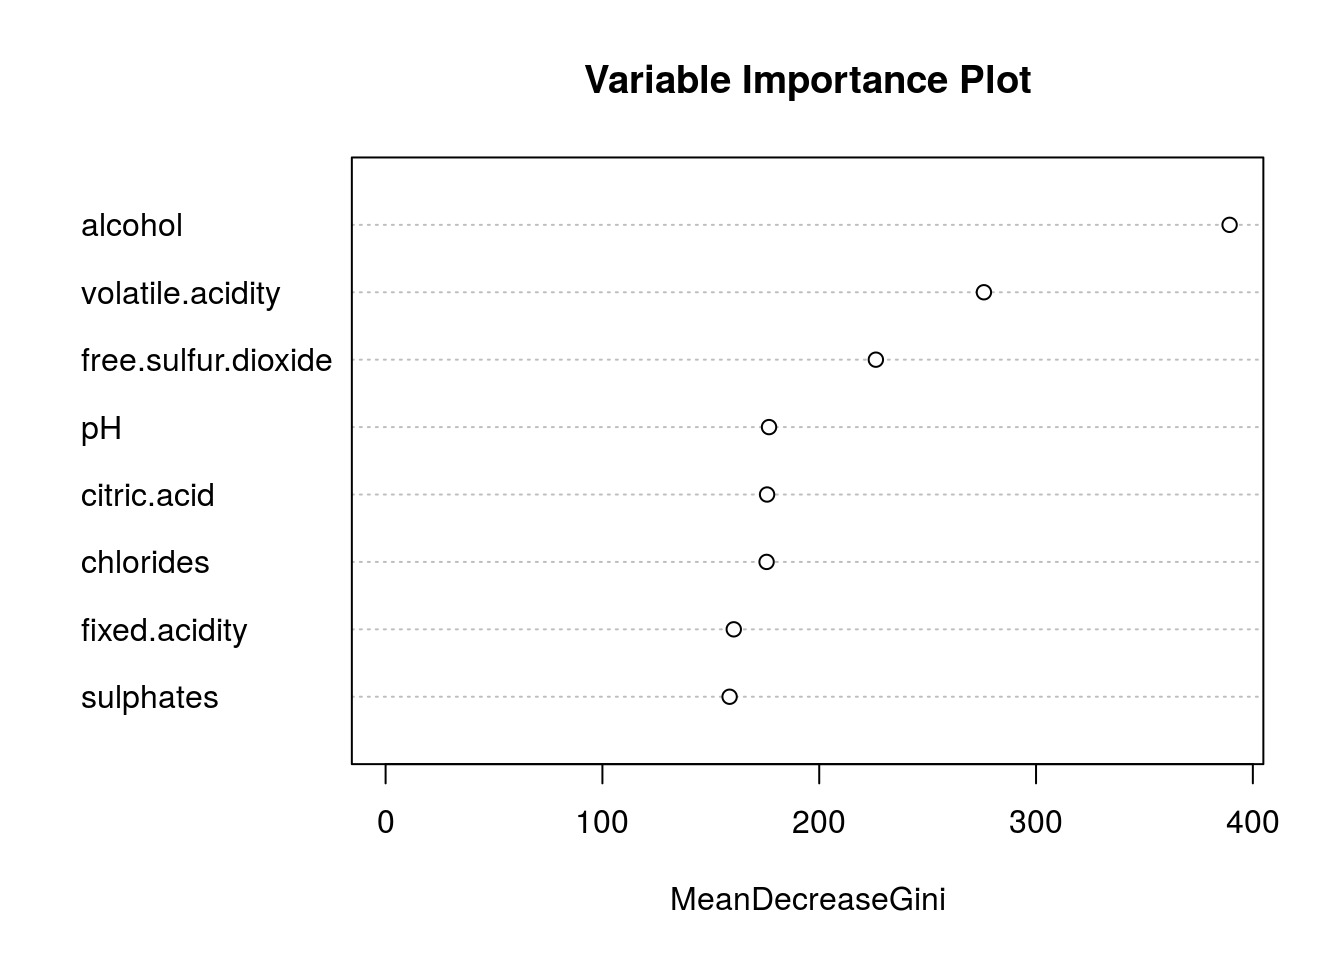 Variable Importance Plot
alcohol
volatile.acidity
free.sulfur.dioxide
pH
citric.acid
chlorides
fixed.acidity
sulphates
0 100 200 300 400
MeanDecreaseGini